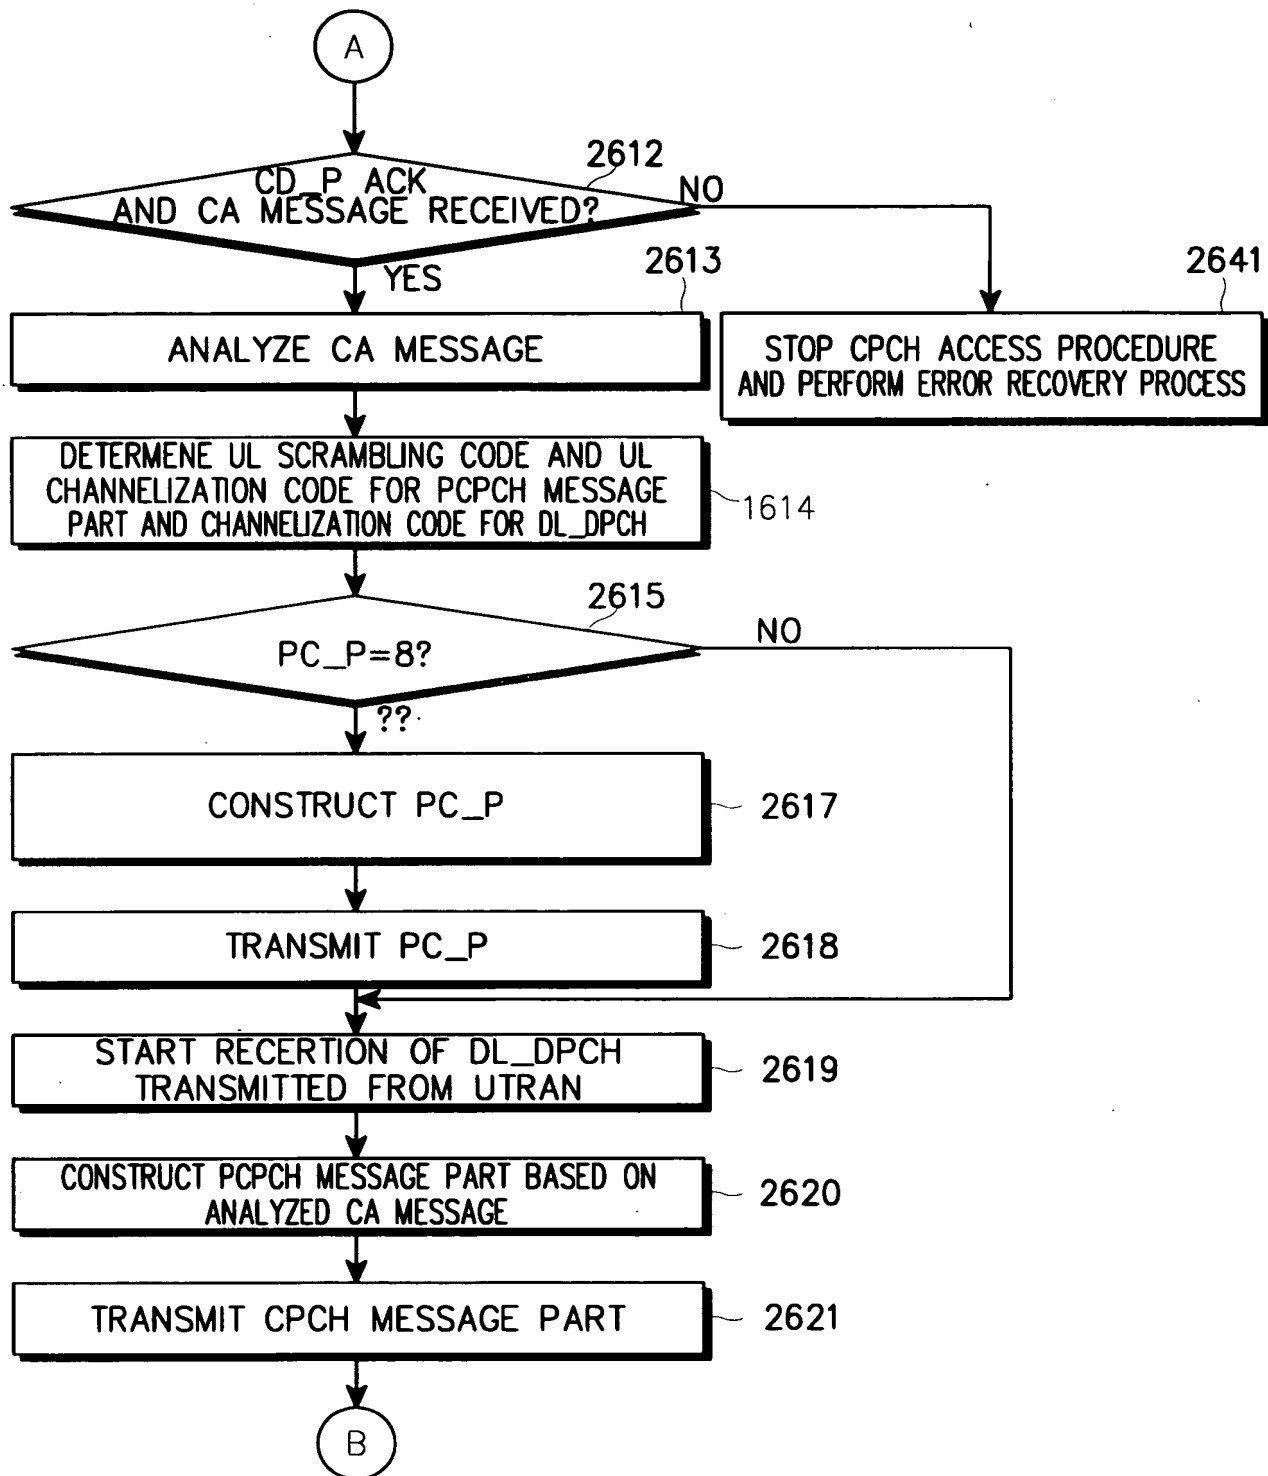 A
2612
CD_P ACK
AND CA MESSAGE RECEIVED?
NO
YES
2613
2641
ANALYZE CA MESSAGE
STOP CPCH ACCESS PROCEDURE
AND PERFORM ERROR RECOVERY PROCESS
DETERMENE UL SCRAMBLING CODE AND UL
CHANNELIZATION CODE FOR PCPCH MESSAGE
PART AND CHANNELIZATION CODE FOR DL_DPCH
1614
2615
PC_P=8?
NO
??
CONSTRUCT PC_P
2617
TRANSMIT PC_P
2618
START RECERTION OF DL_DPCH
TRANSMITTED FROM UTRAN
2619
CONSTRUCT PCPCH MESSAGE PART BASED ON
ANALYZED CA MESSAGE
2620
TRANSMIT CPCH MESSAGE PART
2621
B